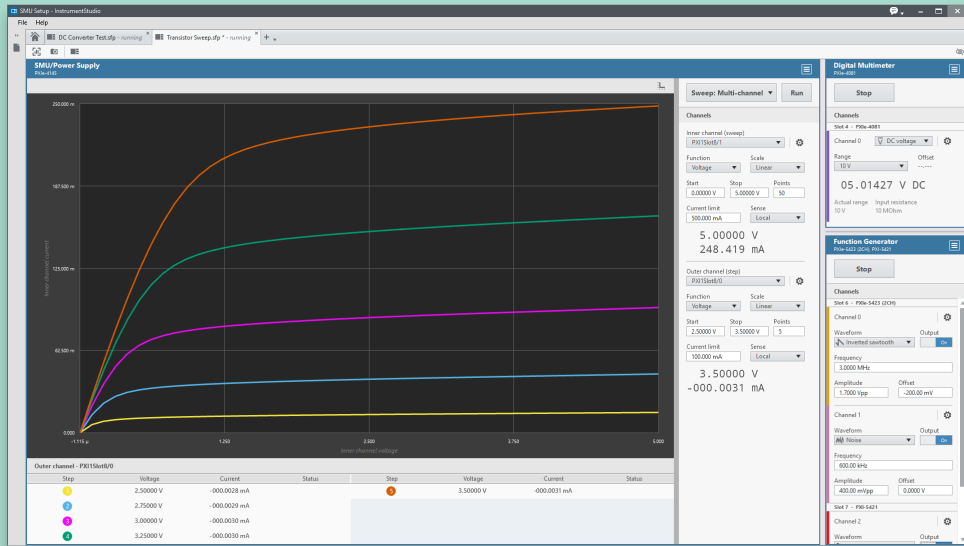 SMU Setup - InstrumentStudio
File Help
DC Converter Test.sfp - running
Transistor Sweep.sfp * - running
SMU/Power Supply
PXIe-4145
250.000 m
187.500 m
125.000 m
62.500 m
0.000
-1.115 µ
1.250
2.500
3.750
5.000
Inner channel current
Inner channel voltage
Outer channel - PXI1Slot8/0
Step Voltage Current Status Step Voltage Current Status
1 2.50000 V -000.0028 mA 5 3.50000 V -000.0031 mA
2 2.75000 V -000.0029 mA
3 3.00000 V -000.0030 mA
4 3.25000 V -000.0030 mA
Sweep: Multi-channel Run
Channels
Inner channel (sweep)
PXI1Slot8/1
Function Scale
Voltage Linear
Start Stop Points
0.00000 V 5.00000 V 50
Current limit Sense
500.000 mA Local
5.00000 V
248.419 mA
Outer channel (step)
PXI1Slot8/0
Function Scale
Voltage Linear
Start Stop Points
2.50000 V 3.50000 V 5
Current limit Sense
100.000 mA Local
3.50000 V
-000.0031 mA
Digital Multimeter
PXIe-4081
Stop
Channels
Slot 4 - PXIe-4081
Channel 0 DC voltage
Range Offset
10 V --.----
05.01427 V DC
Actual range Input resistance
10 V 10 MOhm
Function Generator
PXIe-5423 (2CH), PXI-5421
Stop
Channels
Slot 6 - PXIe-5423 (2CH)
Channel 0
Waveform Output
Inverted sawtooth On
Frequency
3.0000 MHz
Amplitude Offset
1.7000 Vpp -200.00 mV
Channel 1
Waveform Output
Noise On
Frequency
600.00 kHz
Amplitude Offset
400.00 mVpp 0.0000 V
Slot 7 - PXI-5421
Channel 2
Waveform Output